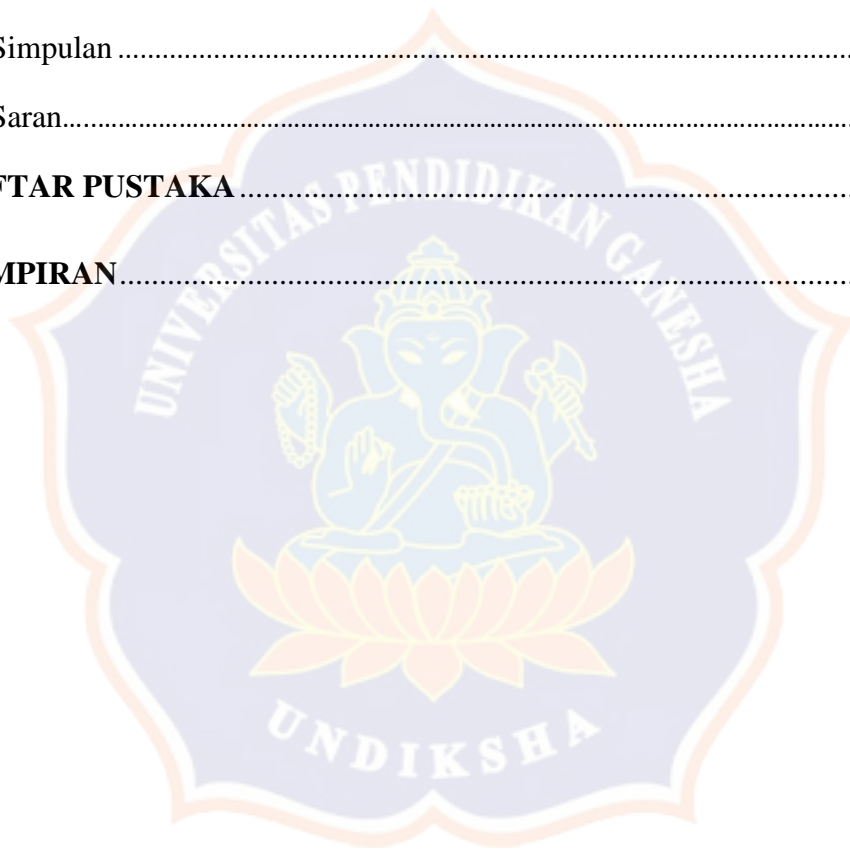 Simpulan ....................................................................................................
Saran...........................................................................................................
FTAR PUSTAKA ....................................................................................
MPIRAN....................................................................................................
UNIVERSITAS PENDIDIKAN GANESHA
UNDIKSHA